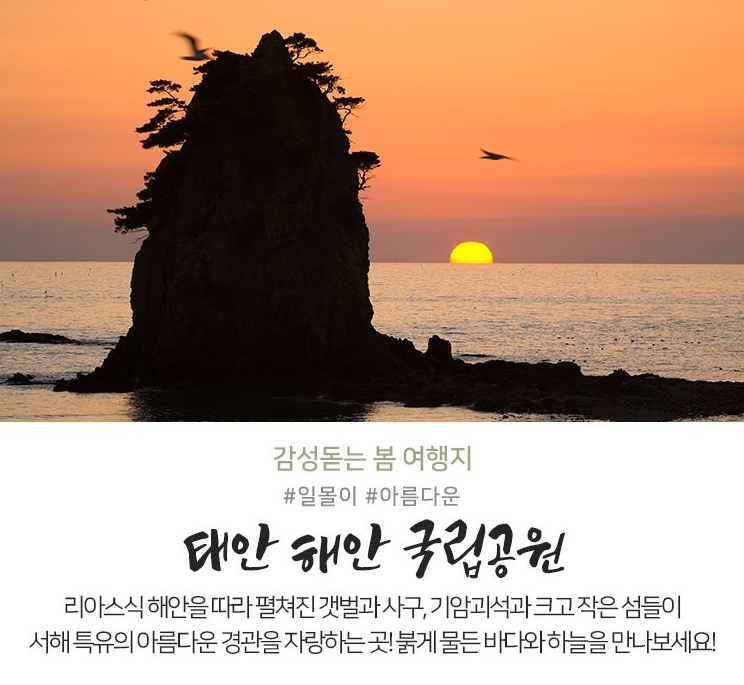 감성돋는 봄 여행지
#일몰이 #아름다운
태안 해안 국립공원
리아스식 해안을 따라 펼쳐진 갯벌과 사구, 기암괴석과 크고 작은 섬들이
서해 특유의 아름다운 경관을 자랑하는 곳! 붉게 물든 바다와 하늘을 만나보세요!